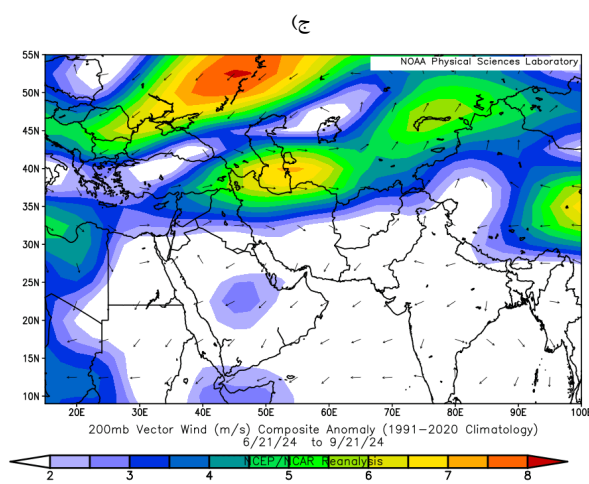 ج)
NOAA Physical Sciences Laboratory
55N
50N
45N
40N
35N
30N
25N
20N
15N
10N
20E 30E 40E 50E 60E 70E 80E 90E 100E
200mb Vector Wind (m/s) Composite Anomaly (1991-2020 Climatology)
6/21/24 to 9/21/24
NCEP/NCAR Reanalysis
2 3 4 5 6 7 8